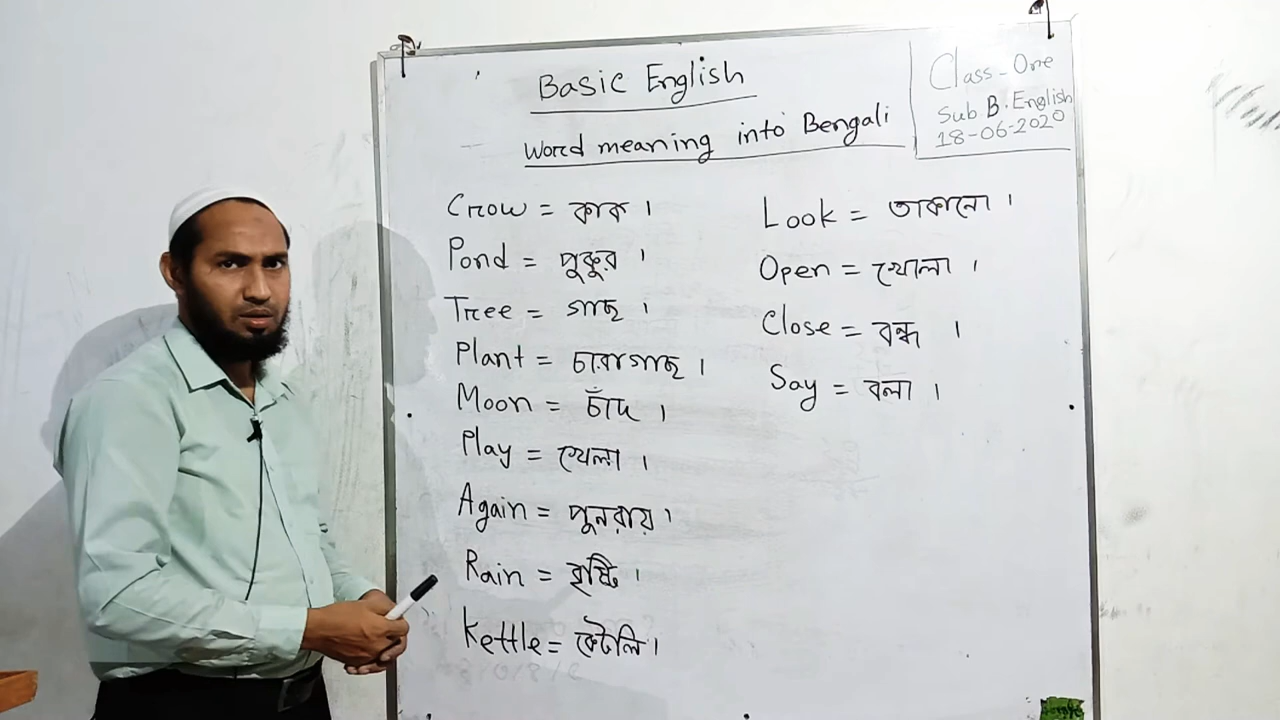 Basic English
Word meaning into Bengali
Class-One
Sub B. English
18-06-2020
Crow = কাক।
Pond = পুকুর।
Tree = গাছ।
Plant = চারাগাছ।
Moon = চাঁদ।
Play = খেলা।
Again = পুনরায়।
Rain = বৃষ্টি।
Kettle = কেটলি।
Look = তাকানো।
Open = খোলা।
Close = বন্ধ।
Say = বলা।